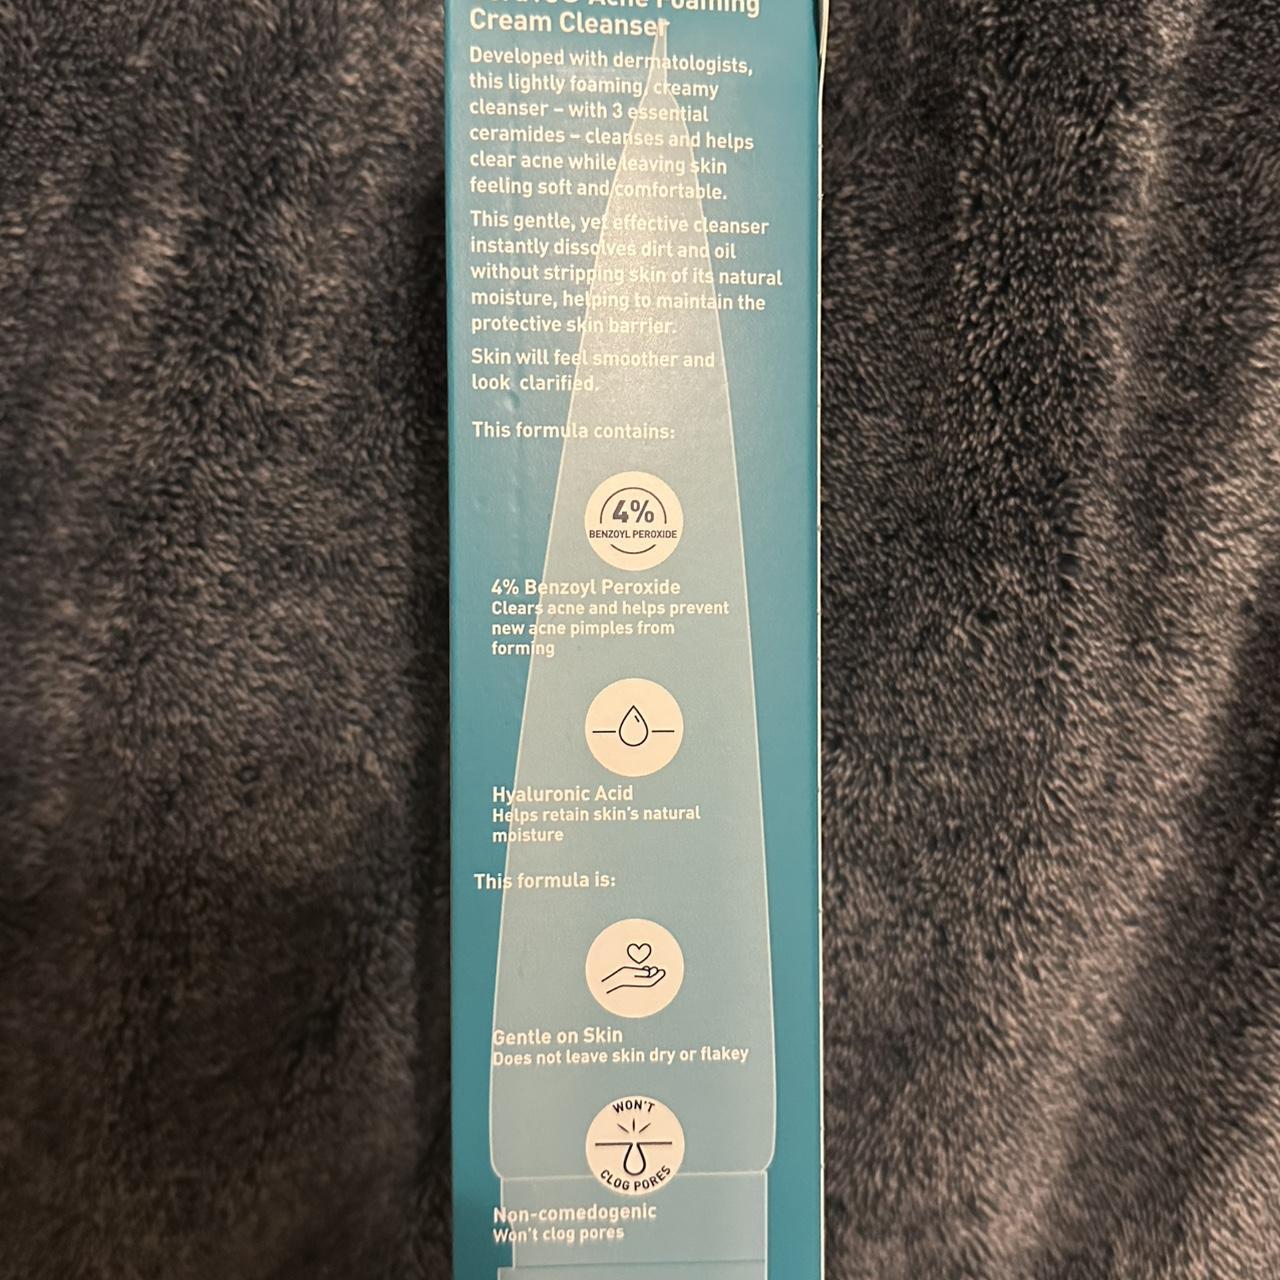 Acne Foaming
Cream Cleanser
Developed with dermatologists,
this lightly foaming, creamy
cleanser – with 3 essential
ceramides – cleanses and helps
clear acne while leaving skin
feeling soft and comfortable.
This gentle, yet effective cleanser
instantly dissolves dirt and oil
without stripping skin of its natural
moisture, helping to maintain the
protective skin barrier.
Skin will feel smoother and
look clarified.
This formula contains:
4%
BENZOYL PEROXIDE
4% Benzoyl Peroxide
Clears acne and helps prevent
new acne pimples from
forming
Hyaluronic Acid
Helps retain skin's natural
moisture
This formula is:
Gentle on Skin
Does not leave skin dry or flakey
WON'T
CLOG PORES
Non-comedogenic
Won't clog pores